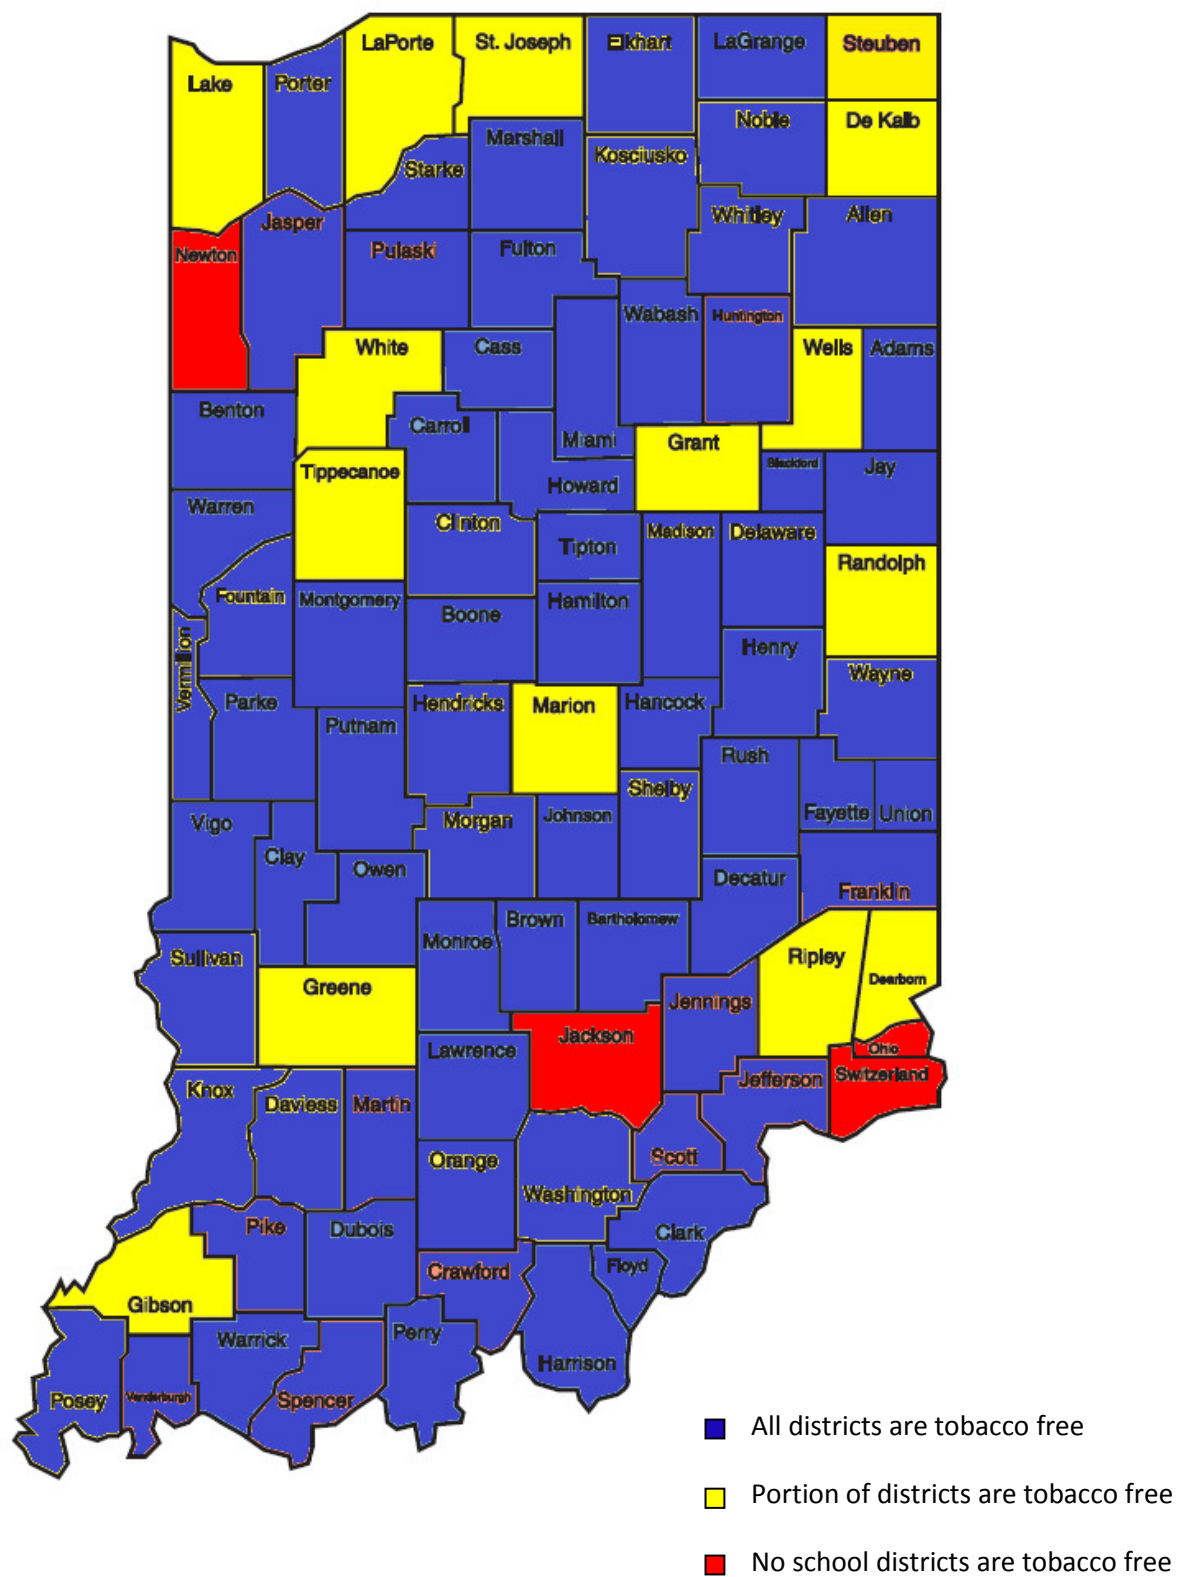 LaPorte
St. Joseph
Elkhart
LaGrange
Steuben
Lake
Porter
Noble
De Kalb
Marshall
Kosciusko
Starke
Whitley
Allen
Jasper
Newton
Pulaski
Fulton
Wabash
Huntington
White
Cass
Wells
Adams
Benton
Carroll
Miami
Grant
Blackford
Jay
Tippecanoe
Howard
Warren
Clinton
Tipton
Madison
Delaware
Randolph
Fountain
Montgomery
Boone
Hamilton
Henry
Vermillion
Wayne
Parke
Hendricks
Marion
Hancock
Putnam
Rush
Shelby
Fayette
Union
Vigo
Morgan
Johnson
Clay
Owen
Decatur
Franklin
Monroe
Brown
Bartholomew
Sullivan
Ripley
Dearborn
Greene
Jennings
Jackson
Lawrence
Ohio
Switzerland
Jefferson
Knox
Daviess
Martin
Orange
Scott
Washington
Pike
Dubois
Clark
Crawford
Floyd
Gibson
Warrick
Perry
Harrison
Posey
Vanderburgh
Spencer
All districts are tobacco free
Portion of districts are tobacco free
No school districts are tobacco free